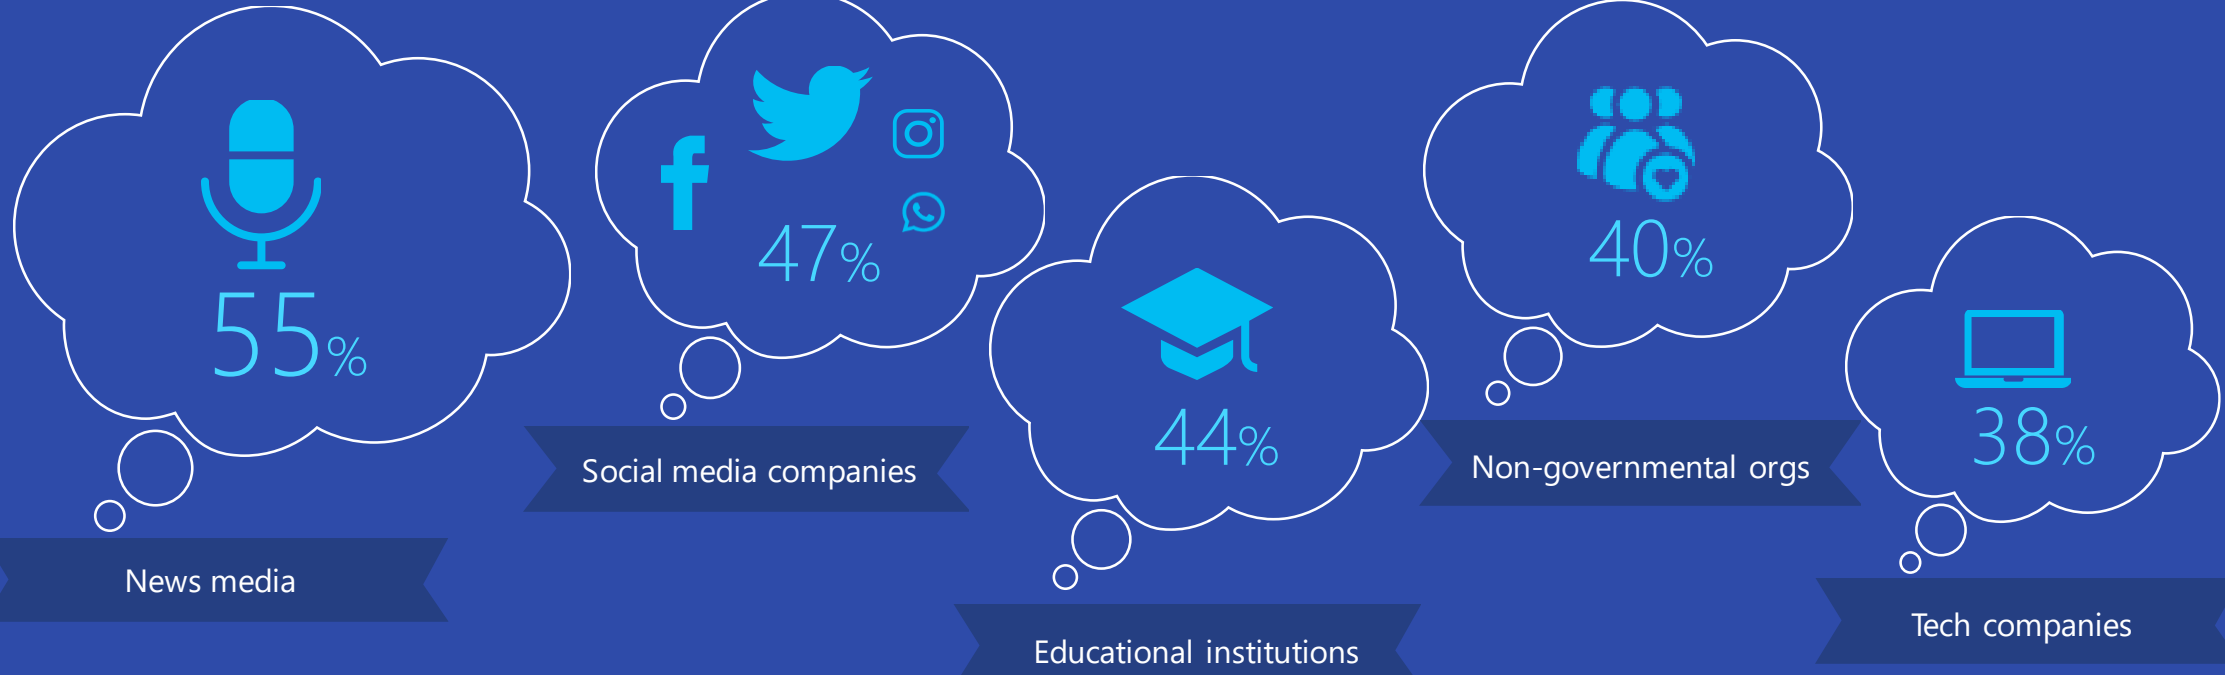 55%
News media
47%
Social media companies
44%
Educational institutions
40%
Non-governmental orgs
38%
Tech companies